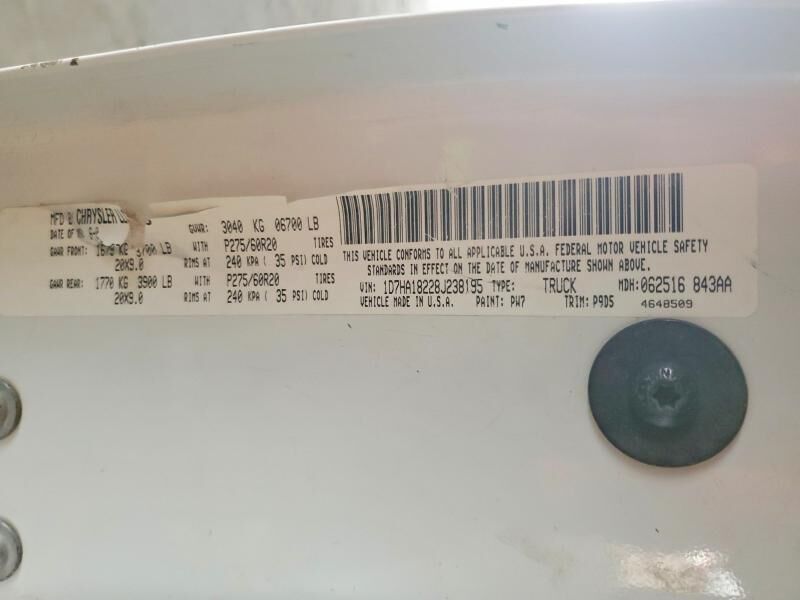 MFD @ CHRYSLER
DATE OF
GVWR: 3040 KG 06700 LB
GAWR FRONT: KG LB WITH P275/60R20 TIRES
20X9.0 RIMS AT 240 KPA ( 35 PSI) COLD
GAWR REAR: 1770 KG 3900 LB WITH P275/60R20 TIRES
20X9.0 RIMS AT 240 KPA ( 35 PSI) COLD
THIS VEHICLE CONFORMS TO ALL APPLICABLE U.S.A. FEDERAL MOTOR VEHICLE SAFETY
STANDARDS IN EFFECT ON THE DATE OF MANUFACTURE SHOWN ABOVE.
VIN: 1D7HA18228J238195 TYPE: TRUCK MDH: 062516 843AA
VEHICLE MADE IN U.S.A. PAINT: PW7 TRIM: P9D5 4648509